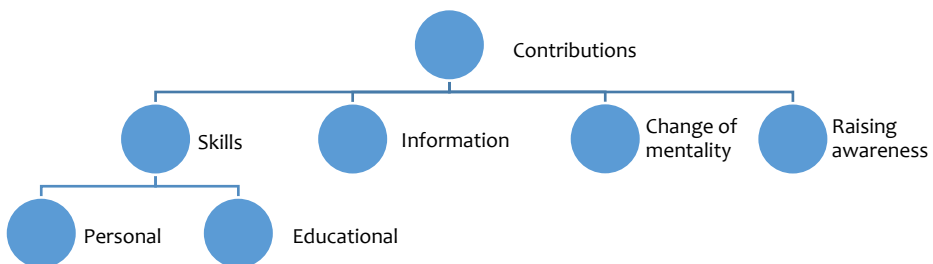 Contributions
Skills
Information
Change of
mentality
Raising
awareness
Personal
Educational